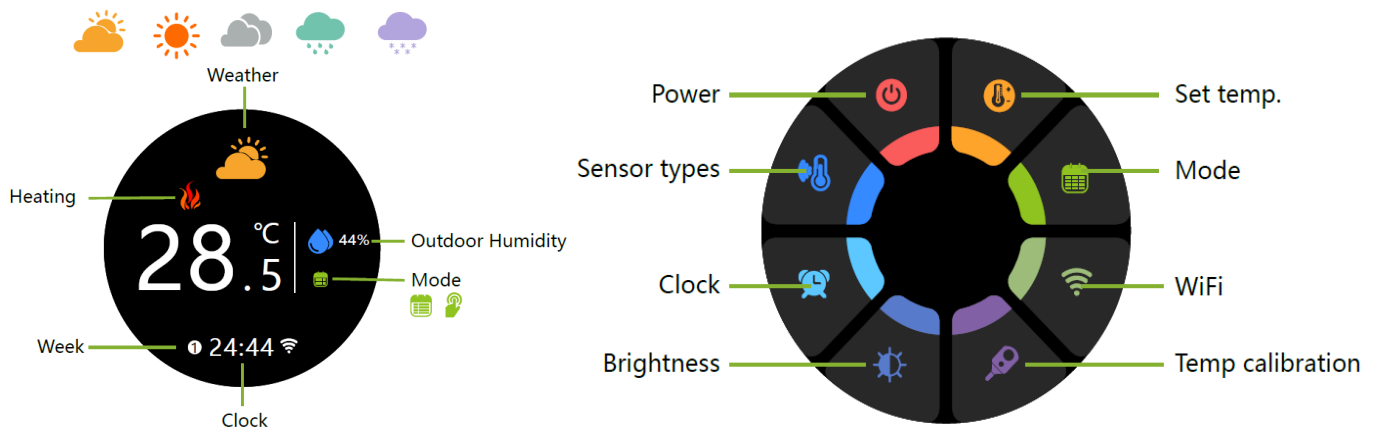 Weather
Heating
28.5 °C
44%
Outdoor Humidity
Mode
Week
1 24:44
Clock
Power
Set temp.
Sensor types
Mode
Clock
WiFi
Brightness
Temp calibration